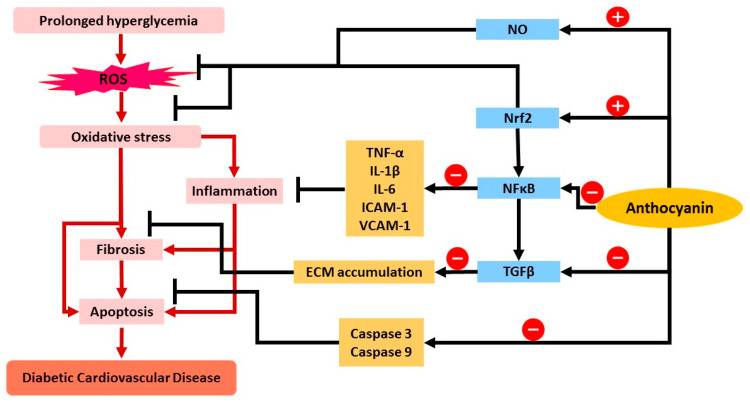 Prolonged hyperglycemia
NO
+
ROS
Nrf2
+
Oxidative stress
TNF-α
IL-1β
IL-6
ICAM-1
VCAM-1
Inflammation
−
NFκB
−
Anthocyanin
Fibrosis
ECM accumulation
−
TGFβ
−
Apoptosis
Caspase 3
Caspase 9
−
Diabetic Cardiovascular Disease